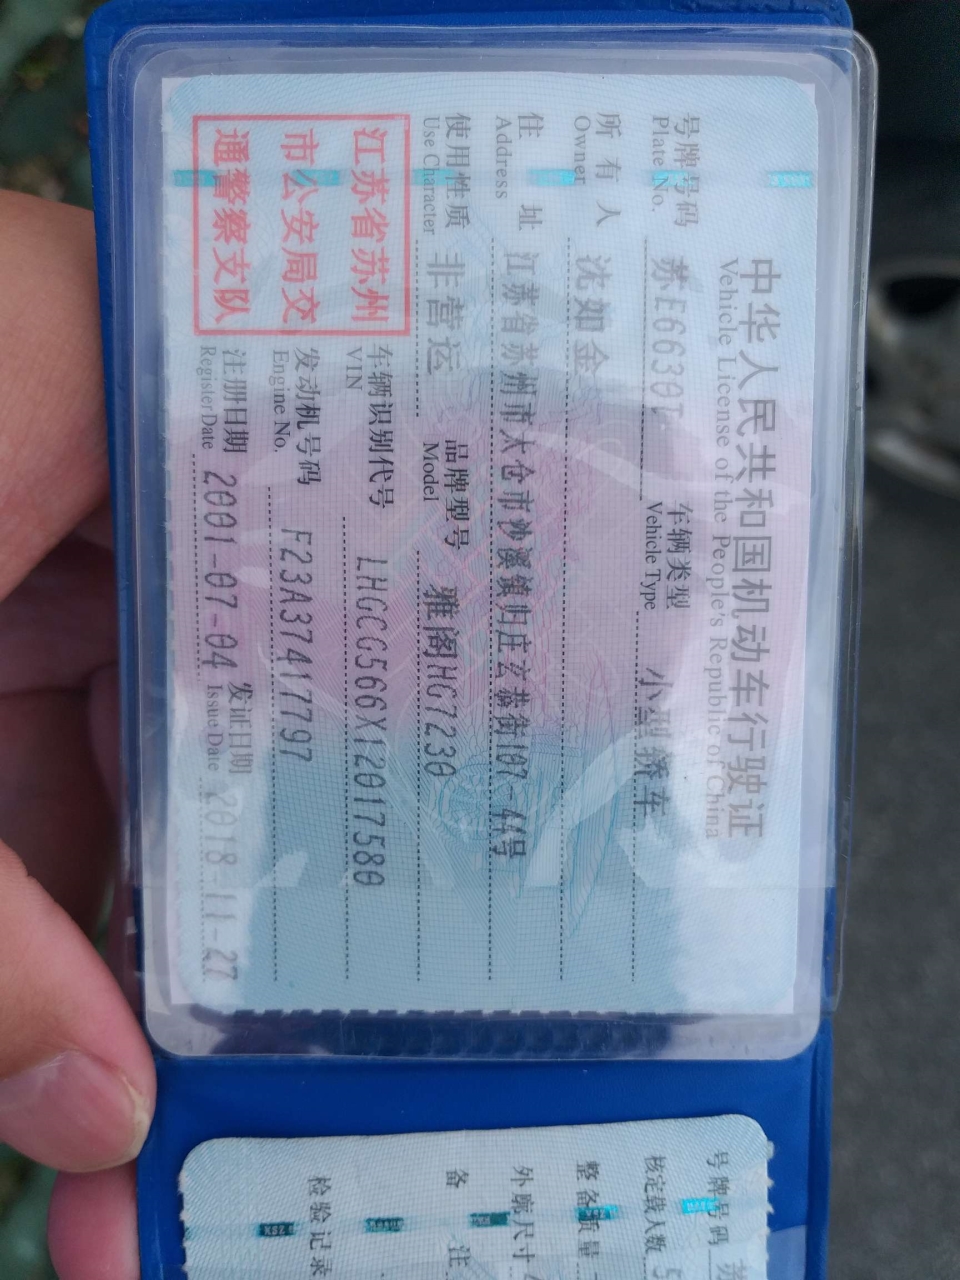 中华人民共和国机动车行驶证
Vehicle License of the People's Republic of China
号牌号码 苏E6630T 车辆类型 小型轿车
Plate No. Vehicle Type
所有人 沈如金
Owner
住址 江苏省苏州市太仓市沙溪镇归庄玄恭街107-44号
Address
使用性质 非营运 品牌型号 雅阁HG7230
Use Character Model
江苏省苏州
市公安局交
通警察支队
车辆识别代号 LHGCG566X12017580
VIN
发动机号码 F23A37417797
Engine No.
注册日期 2001-07-04 发证日期 2018-11-27
Register Date Issue Date
号牌号码 苏
核定载人数 5
整备质量
外廓尺寸
备注
检验记录